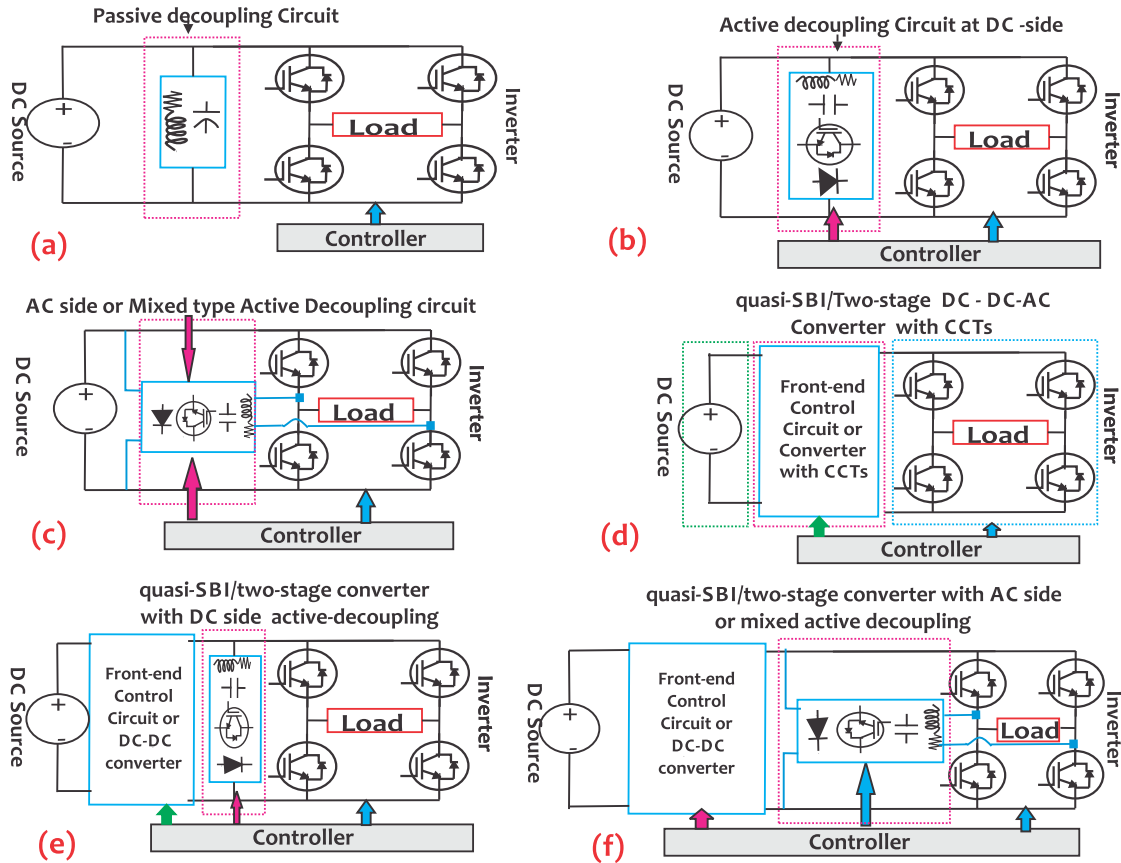 Passive decoupling Circuit
DC Source
+
-
Load
Inverter
Controller
(a)
Active decoupling Circuit at DC -side
DC Source
+
-
Load
Inverter
Controller
(b)
AC side or Mixed type Active Decoupling circuit
DC Source
+
-
Load
Inverter
Controller
(c)
quasi-SBI/Two-stage DC - DC-AC
Converter with CCTs
DC Source
+
-
Front-end
Control
Circuit or
Converter
with CCTs
Load
Inverter
Controller
(d)
quasi-SBI/two-stage converter
with DC side active-decoupling
DC Source
+
-
Front-end
Control
Circuit or
DC-DC
converter
Load
Inverter
Controller
(e)
quasi-SBI/two-stage converter with AC side
or mixed active decoupling
DC Source
+
-
Front-end
Control
Circuit or
DC-DC
converter
Load
Inverter
Controller
(f)